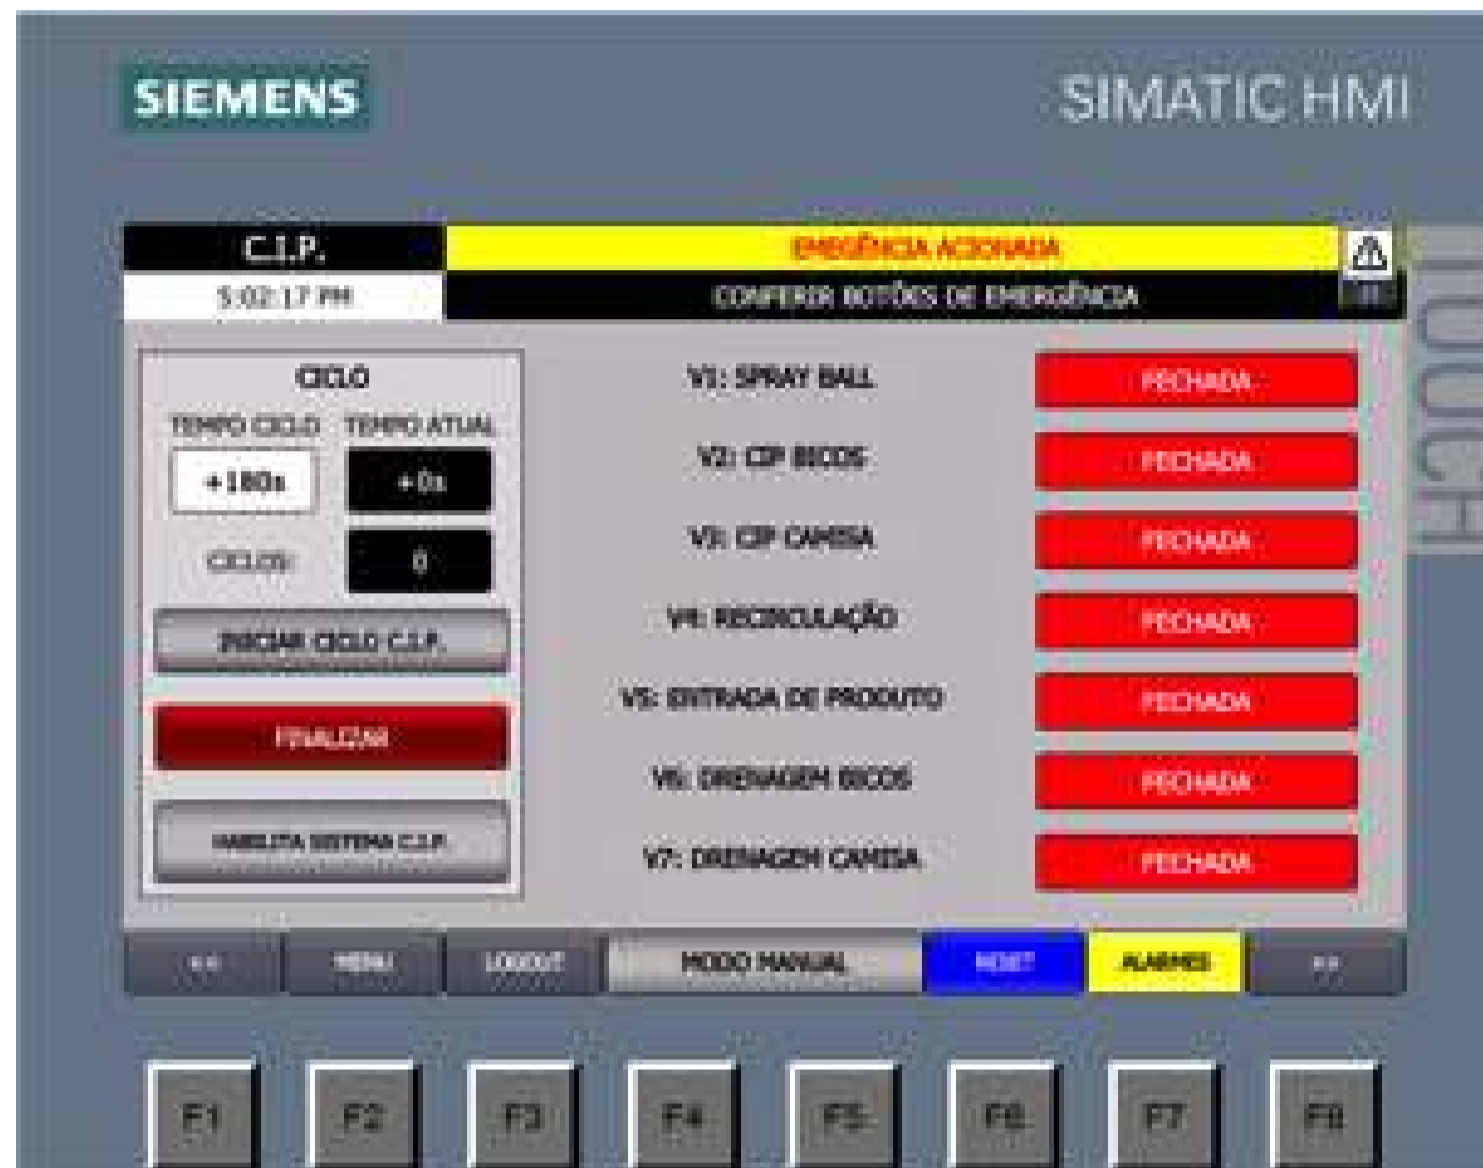 SIEMENS
SIMATIC HMI
TOUCH
C.I.P.
EMEGÊNCIA ACIONADA
5:02:17 PM
CONFERIR BOTÕES DE EMERGÊNCIA
CICLO
TEMPO CICLO TEMPO ATUAL
+180s +0s
CICLOS: 0
INICIAR CICLO C.I.P.
FINALIZAR
HABILITA SISTEMA C.I.P.
V1: SPRAY BALL FECHADA
V2: CIP BICOS FECHADA
V3: CIP CAMISA FECHADA
V4: RECIRCULAÇÃO FECHADA
V5: ENTRADA DE PRODUTO FECHADA
V6: DRENAGEM BICOS FECHADA
V7: DRENAGEM CAMISA FECHADA
<< MENU LOGOUT MODO MANUAL RESET ALARMES >>
F1 F2 F3 F4 F5 F6 F7 F8